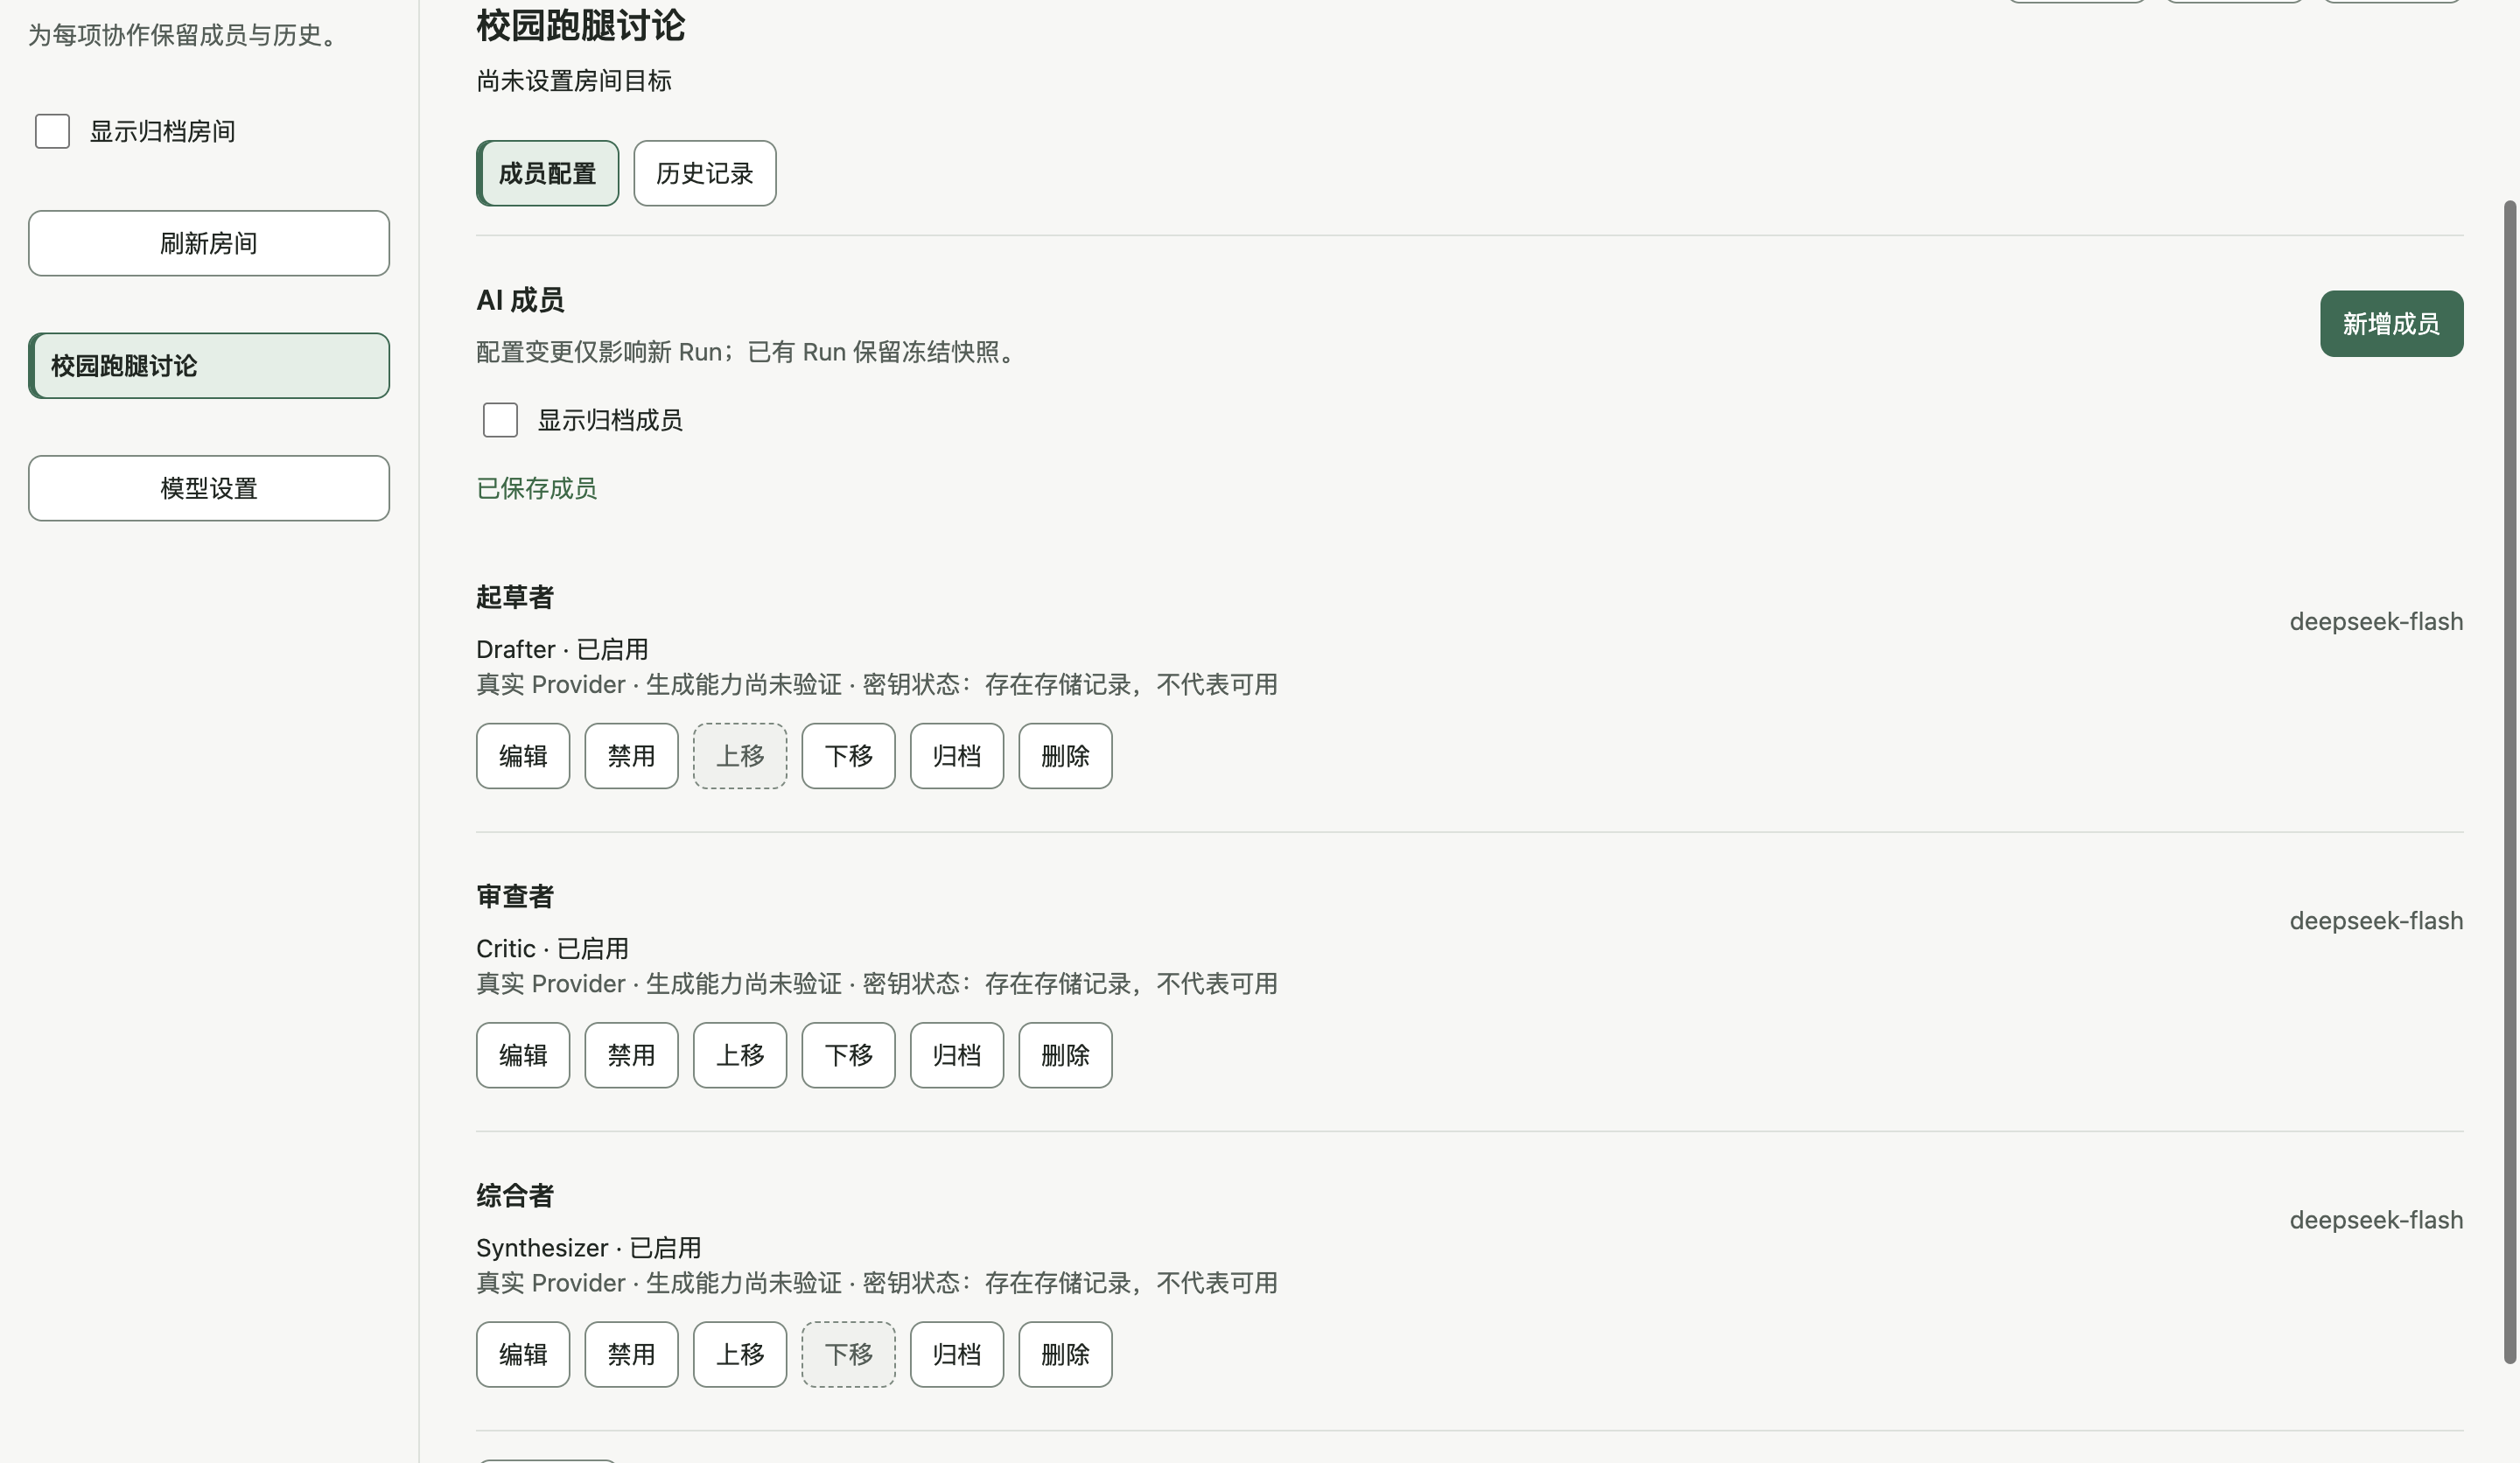 为每项协作保留成员与历史。
显示归档房间
刷新房间
校园跑腿讨论
模型设置
校园跑腿讨论
尚未设置房间目标
成员配置 历史记录
AI 成员
新增成员
配置变更仅影响新 Run；已有 Run 保留冻结快照。
显示归档成员
已保存成员
起草者
deepseek-flash
Drafter · 已启用
真实 Provider · 生成能力尚未验证 · 密钥状态：存在存储记录，不代表可用
编辑 禁用 上移 下移 归档 删除
审查者
deepseek-flash
Critic · 已启用
真实 Provider · 生成能力尚未验证 · 密钥状态：存在存储记录，不代表可用
编辑 禁用 上移 下移 归档 删除
综合者
deepseek-flash
Synthesizer · 已启用
真实 Provider · 生成能力尚未验证 · 密钥状态：存在存储记录，不代表可用
编辑 禁用 上移 下移 归档 删除